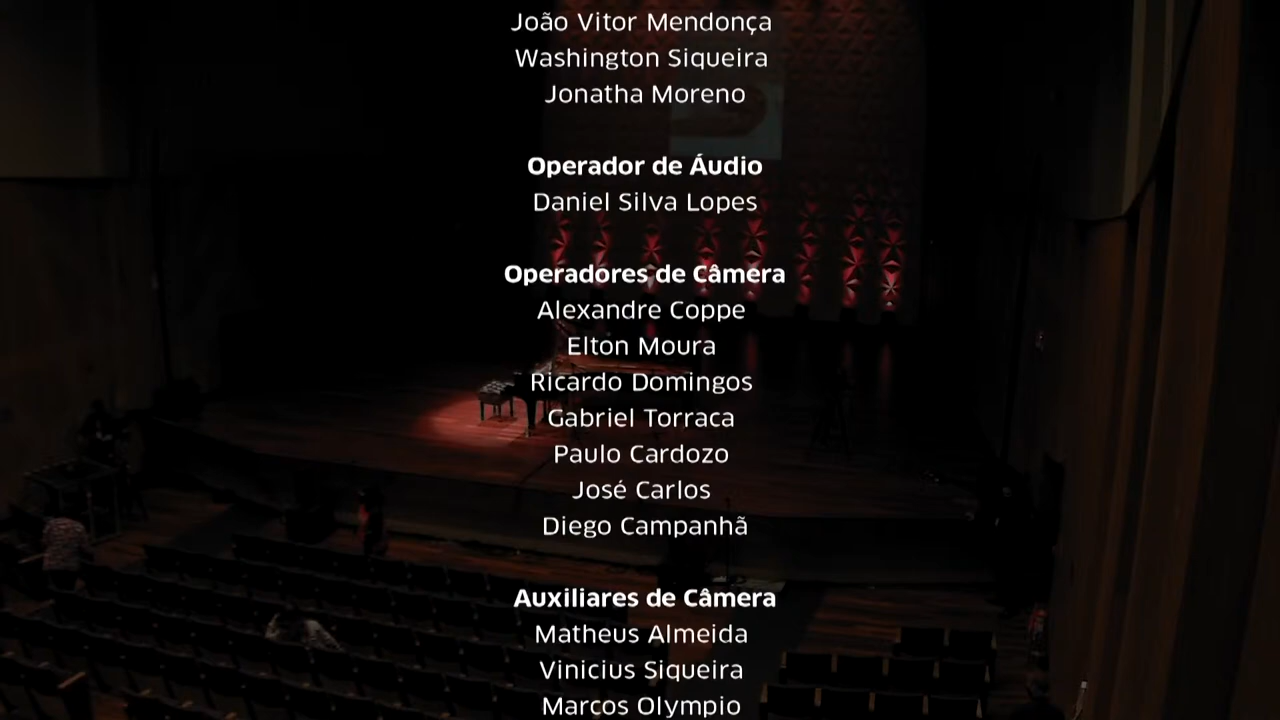 João Vitor Mendonça
Washington Siqueira
Jonatha Moreno
Operador de Áudio
Daniel Silva Lopes
Operadores de Câmera
Alexandre Coppe
Elton Moura
Ricardo Domingos
Gabriel Torraca
Paulo Cardozo
José Carlos
Diego Campanhã
Auxiliares de Câmera
Matheus Almeida
Vinicius Siqueira
Marcos Olympio